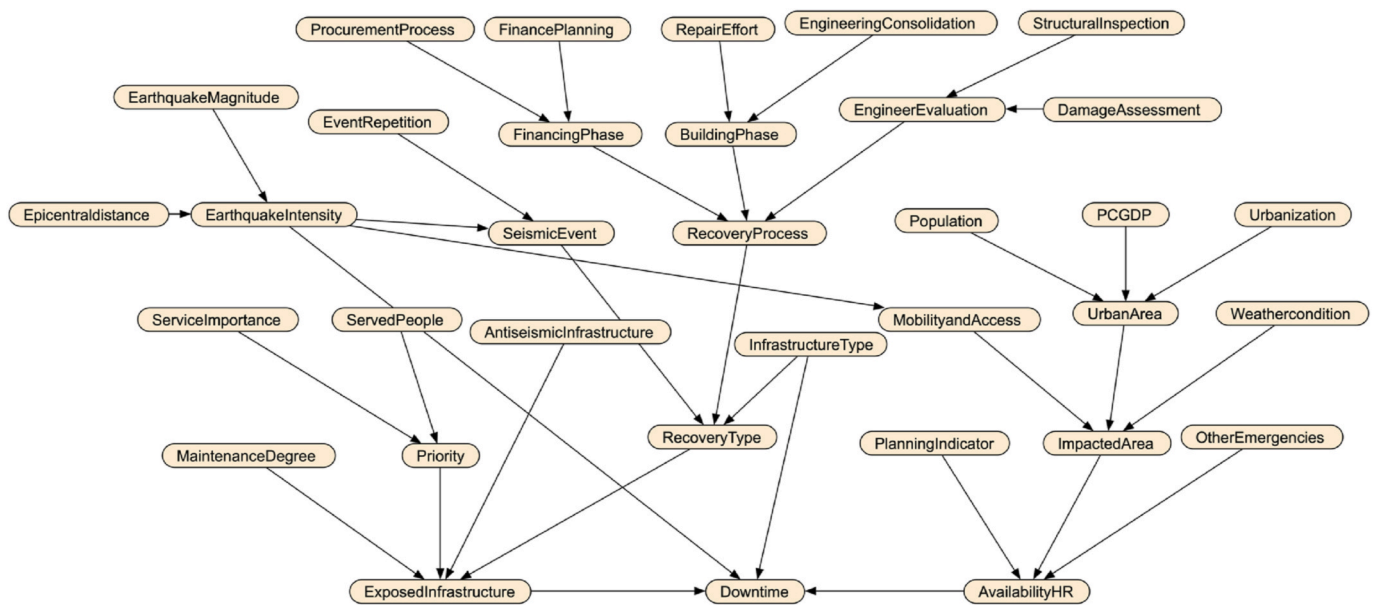 ProcurementProcess
FinancePlanning
RepairEffort
EngineeringConsolidation
StructuralInspection
EarthquakeMagnitude
EventRepetition
FinancingPhase
BuildingPhase
EngineerEvaluation
DamageAssessment
Epicentraldistance
EarthquakeIntensity
SeismicEvent
RecoveryProcess
Population
PCGDP
Urbanization
ServiceImportance
ServedPeople
AntiseismicInfrastructure
InfrastructureType
MobilityandAccess
UrbanArea
Weathercondition
MaintenanceDegree
Priority
RecoveryType
PlanningIndicator
ImpactedArea
OtherEmergencies
ExposedInfrastructure
Downtime
AvailabilityHR